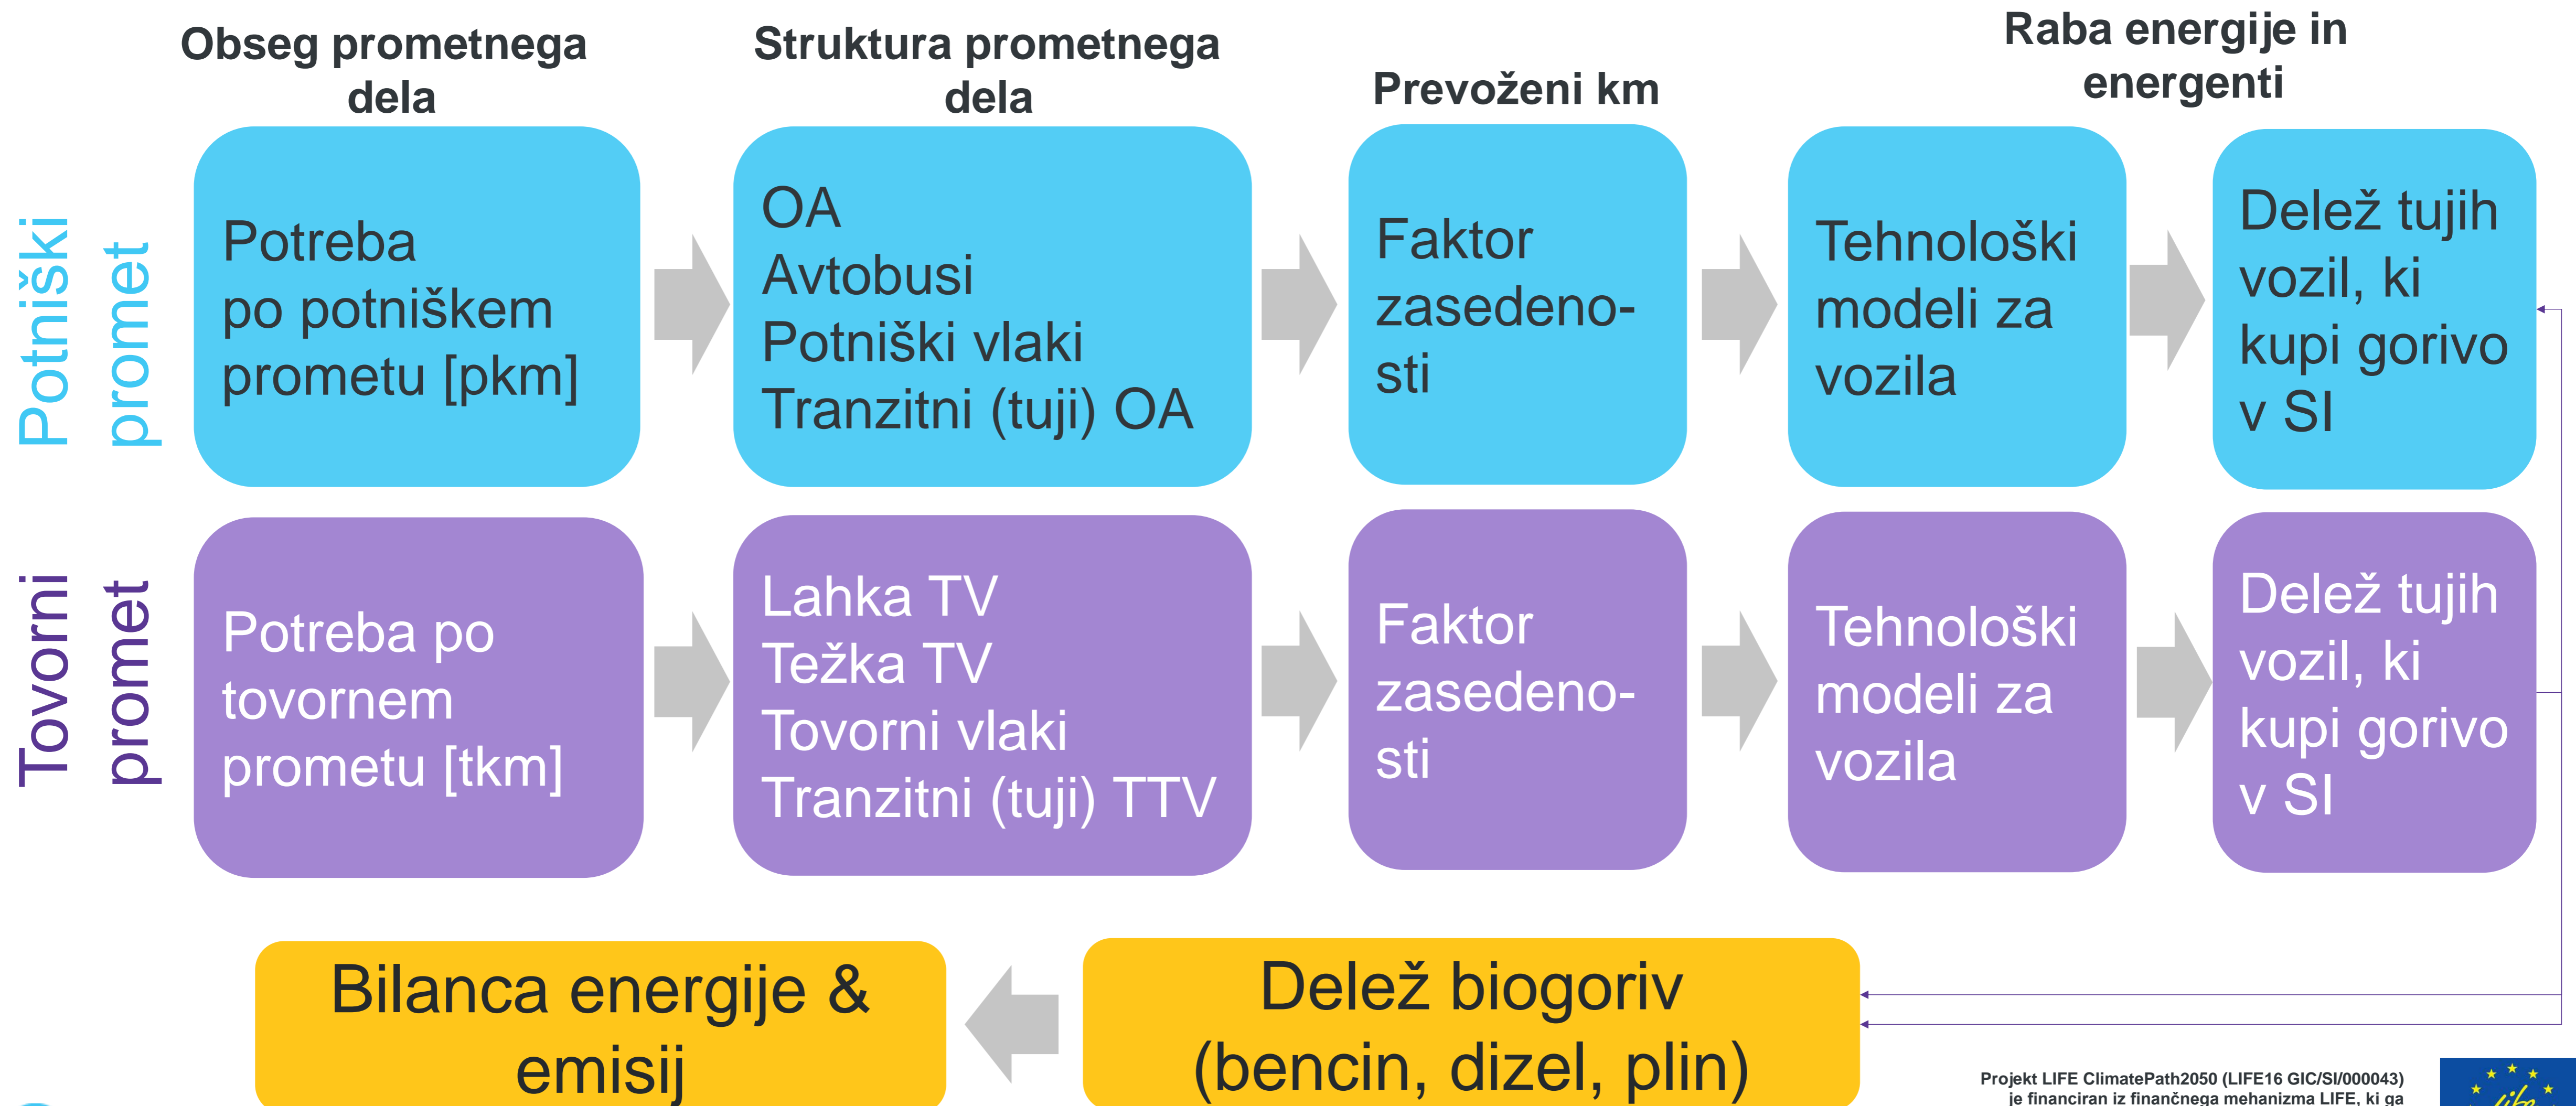 Obseg prometnega
dela
Struktura prometnega
dela
Prevoženi km
Raba energije in
energenti
Potniški
promet
Potreba
po potniškem
prometu [pkm]
OA
Avtobusi
Potniški vlaki
Tranzitni (tuji) OA
Faktor
zasedeno-
sti
Tehnološki
modeli za
vozila
Delež tujih
vozil, ki
kupi gorivo
v SI
Tovorni
promet
Potreba po
tovornem
prometu [tkm]
Lahka TV
Težka TV
Tovorni vlaki
Tranzitni (tuji) TTV
Faktor
zasedeno-
sti
Tehnološki
modeli za
vozila
Delež tujih
vozil, ki
kupi gorivo
v SI
Bilanca energije &
emisij
Delež biogoriv
(bencin, dizel, plin)
Projekt LIFE ClimatePath2050 (LIFE16 GIC/SI/000043)
je financiran iz finančnega mehanizma LIFE, ki ga
life